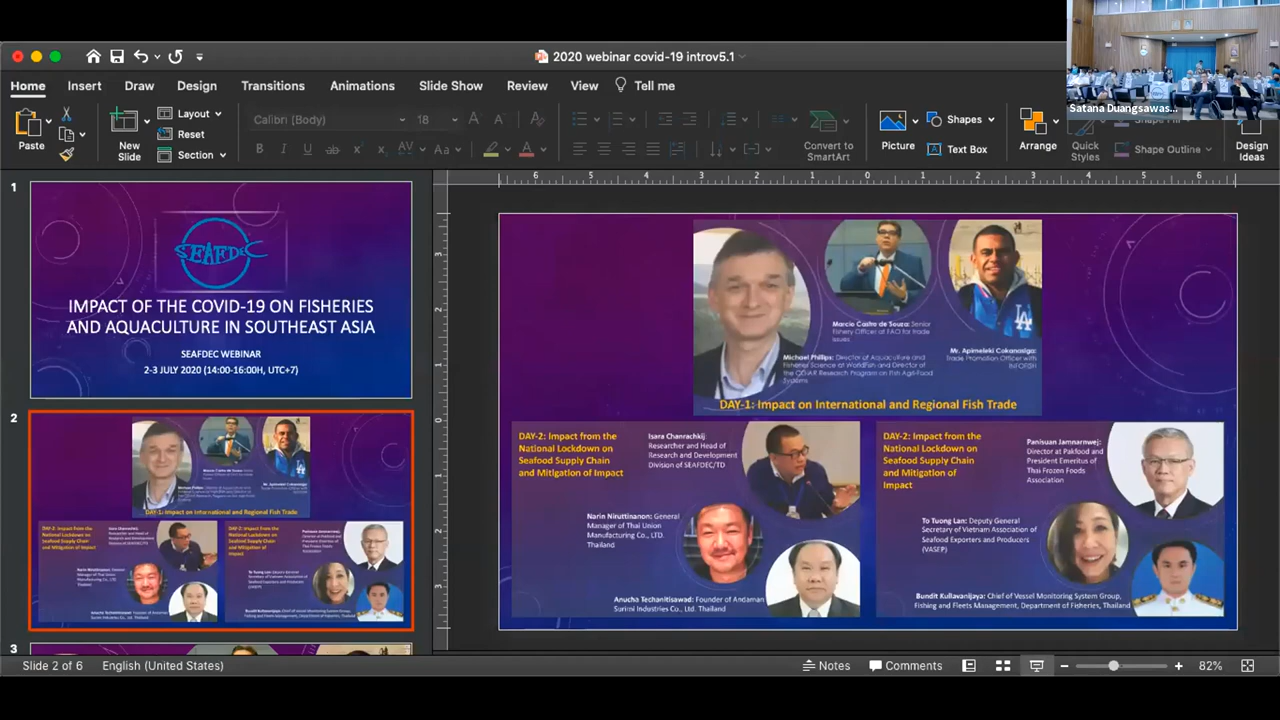 2020 webinar covid-19 introv5.1
Satana Duangsawas...
Home
Insert
Draw
Design
Transitions
Animations
Slide Show
Review
View
Tell me
Paste
New
Slide
Layout
Reset
Section
Calibri (Body)
18
Convert to
SmartArt
Picture
Shapes
Text Box
Arrange
Quick
Styles
Shape Fill
Shape Outline
Design
Ideas
1
SEAFDEC
IMPACT OF THE COVID-19 ON FISHERIES
AND AQUACULTURE IN SOUTHEAST ASIA
SEAFDEC WEBINAR
2-3 JULY 2020 (14:00-16:00H, UTC+7)
2
3
Marcio Castro de Souza: Senior
Fishery Officer at FAO for trade
issues
Michael Phillips: Director of Aquaculture and
Fisheries Science at WorldFish and Director of
the CGIAR Research Program on Fish Agri-Food
Systems
Mr. Apimeleki Cokanasiga:
Trade Promotion Officer with
INFOFISH
DAY-1: Impact on International and Regional Fish Trade
DAY-2: Impact from the
National Lockdown on
Seafood Supply Chain
and Mitigation of Impact
Isara Chanrachkij:
Researcher and Head of
Research and Development
Division of SEAFDEC/TD
Narin Niruttinanon: General
Manager of Thai Union
Manufacturing Co., LTD.
Thailand
Anucha Techanitisawad: Founder of Andaman
Surimi Industries Co., Ltd. Thailand
DAY-2: Impact from the
National Lockdown on
Seafood Supply Chain
and Mitigation of
Impact
Panisuan Jamnarnwej:
Director at Pakfood and
President Emeritus of
Thai Frozen Foods
Association
To Tuong Lan: Deputy General
Secretary of Vietnam Association of
Seafood Exporters and Producers
(VASEP)
Bundit Kullavanijaya: Chief of Vessel Monitoring System Group,
Fishing and Fleets Management, Department of Fisheries, Thailand
Slide 2 of 6
English (United States)
Notes
Comments
82%